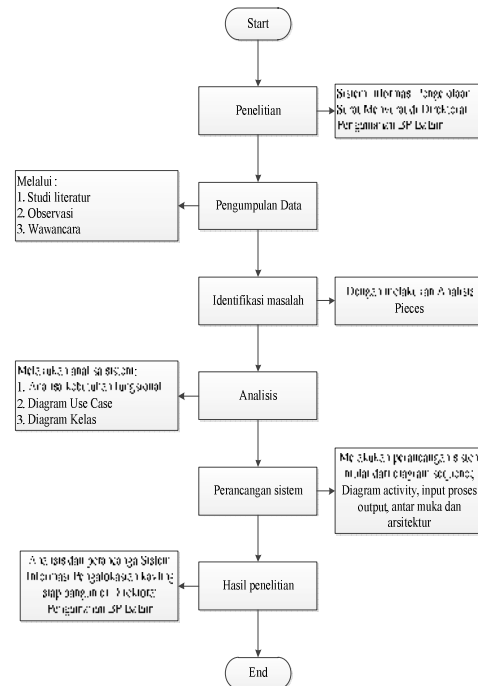 Start
Penelitian
Sistem Informasi Pengelolaan
Surat Menyurat di Direktorat
Pengamanan BP Batam
Melalui :
1. Studi literatur
2. Observasi
3. Wawancara
Pengumpulan Data
Identifikasi masalah
Dengan melakukan Analisis
Pieces
Melakukan analisa sistem:
1. Analisa kebutuhan fungsional
2. Diagram Use Case
3. Diagram Kelas
Analisis
Perancangan sistem
Melakukan perancangan sistem
mulai dari diagram sequence,
Diagram activity, input proses
output, antar muka dan
arsitektur
Analisis dan perancanga Sistem
Informasi Pengalokasian kavling
siap bangun di Direktorat
Pengamanan BP Batam
Hasil penelitian
End